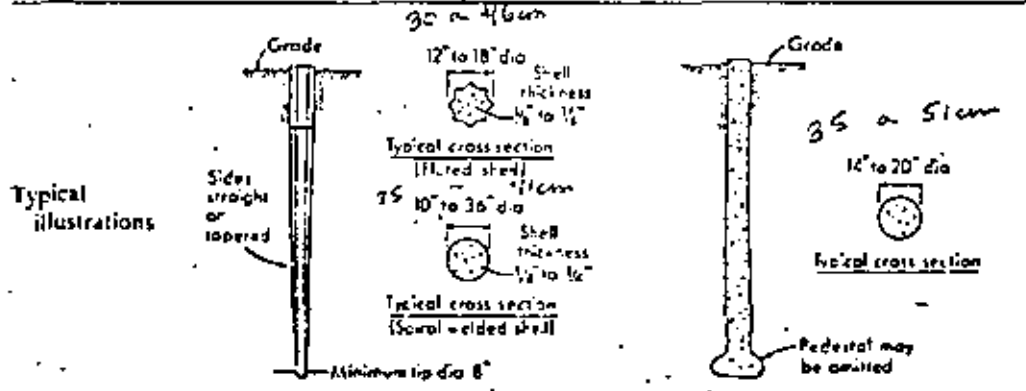 30 a 46cm
Grade
12" to 18" dia
Shell
thickness
Typical cross section
(Fluted shell)
Typical
illustrations
Sides
straight
or
tapered
35
10" to 36" dia
Shell
thickness
Typical cross section
(Spiral welded shell)
Minimum tip dia 8"
Grade
35 a 51cm
14" to 20" dia
Typical cross section
Pedestal may
be omitted